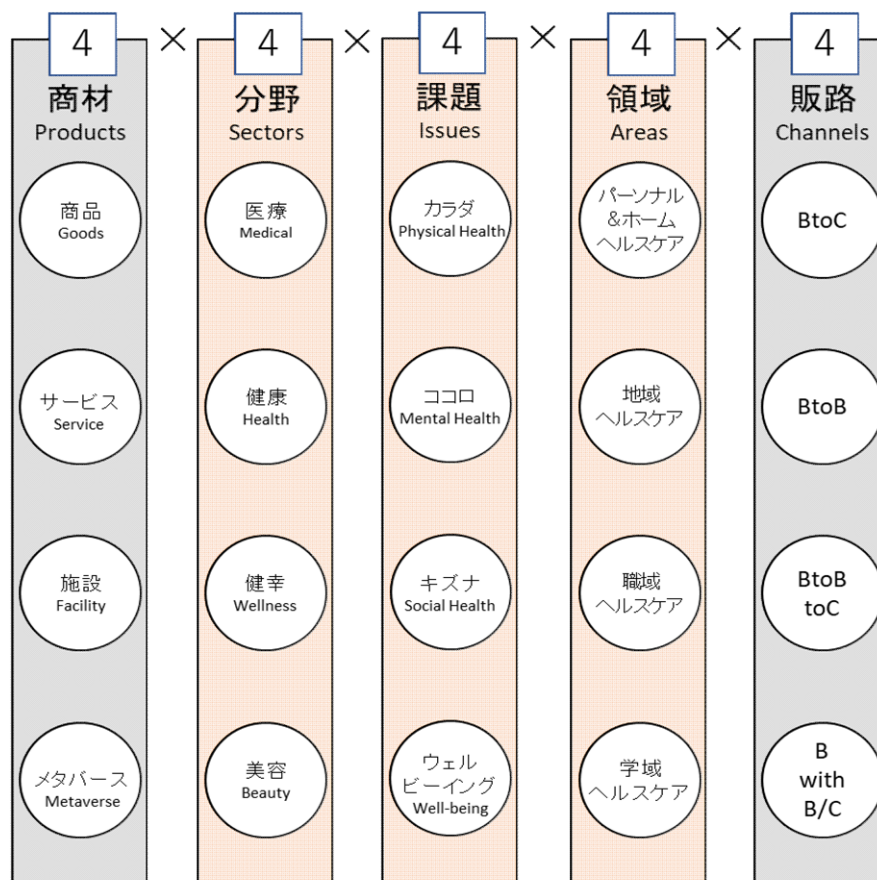 4 × 4 × 4 × 4 × 4
商材
Products
商品
Goods
サービス
Service
施設
Facility
メタバース
Metaverse
分野
Sectors
医療
Medical
健康
Health
健幸
Wellness
美容
Beauty
課題
Issues
カラダ
Physical Health
ココロ
Mental Health
キズナ
Social Health
ウェル
ビーイング
Well-being
領域
Areas
パーソナル
&ホーム
ヘルスケア
地域
ヘルスケア
職域
ヘルスケア
学域
ヘルスケア
販路
Channels
BtoC
BtoB
BtoB
toC
B
with
B/C